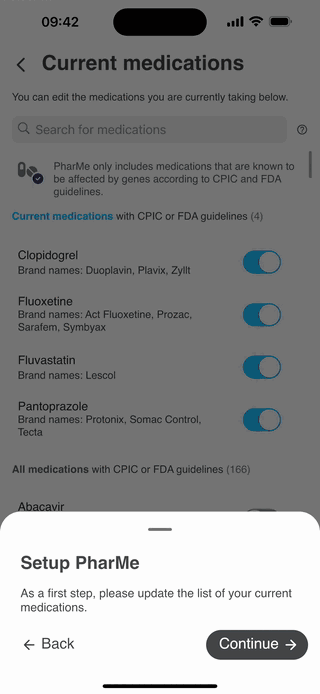 09:42
Current medications
You can edit the medications you are currently taking below.
Search for medications
PharMe only includes medications that are known to
be affected by genes according to CPIC and FDA
guidelines.
Current medications with CPIC or FDA guidelines (4)
Clopidogrel
Brand names: Duoplavin, Plavix, Zyllt
Fluoxetine
Brand names: Act Fluoxetine, Prozac,
Sarafem, Symbyax
Fluvastatin
Brand names: Lescol
Pantoprazole
Brand names: Protonix, Somac Control,
Tecta
All medications with CPIC or FDA guidelines (166)
Abacavir
Setup PharMe
As a first step, please update the list of your current
medications.
Back
Continue